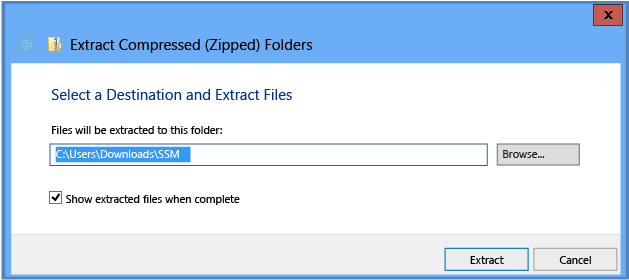 Extract Compressed (Zipped) Folders
Select a Destination and Extract Files
Files will be extracted to this folder:
C:\Users\Downloads\SSM
Browse...
Show extracted files when complete
Extract
Cancel